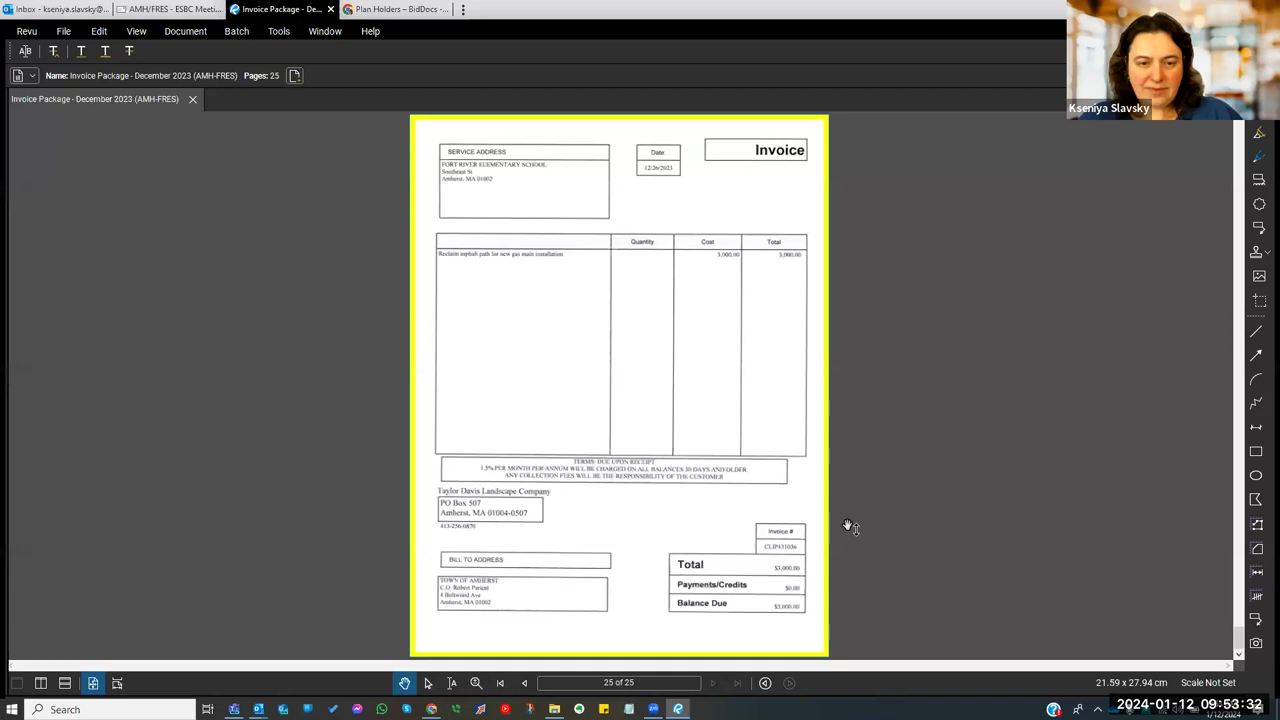 Inbox - kseniya.slavsky@...
AMH/FRES - ESBC Meeti...
Invoice Package - De...
Plan Holders – BidDocs ·
Revu File Edit View Document Batch Tools Window Help
Name: Invoice Package - December 2023 (AMH-FRES) Pages: 25
Invoice Package - December 2023 (AMH-FRES)
Kseniya Slavsky
Invoice
SERVICE ADDRESS
Date:
FORT RIVER ELEMENTARY SCHOOL
Southeast St
Amherst, MA 01002
12/26/2023
Quantity Cost Total
Reclaim asphalt path for new gas main installation 3,000.00 3,000.00
TERMS: DUE UPON RECEIPT
1.5% PER MONTH PER ANNUM WILL BE CHARGED ON ALL BALANCES 30 DAYS AND OLDER.
ANY COLLECTION FEES WILL BE THE RESPONSIBILITY OF THE CUSTOMER
Taylor Davis Landscape Company
PO Box 507
Amherst, MA 01004-0507
413-256-0870
Invoice #
CLIP431036
BILL TO ADDRESS
TOWN OF AMHERST
C.O. Robert Parent
4 Boltwood Ave
Amherst, MA 01002
Total $3,000.00
Payments/Credits $0.00
Balance Due $3,000.00
25 of 25
21.59 x 27.94 cm Scale Not Set
Search
2024-01-12 09:53:32
1/12/2024